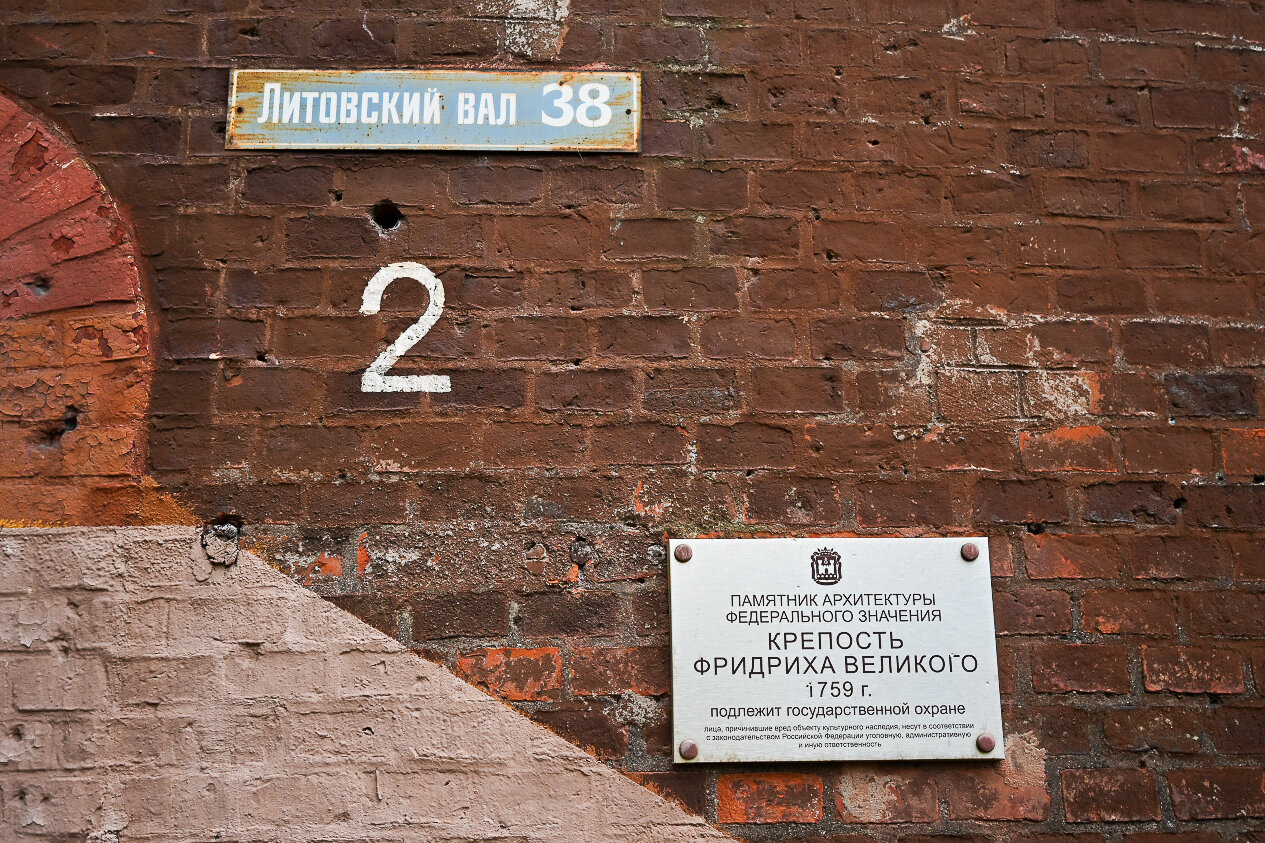 Литовский вал 38
2
ПАМЯТНИК АРХИТЕКТУРЫ
ФЕДЕРАЛЬНОГО ЗНАЧЕНИЯ
КРЕПОСТЬ
ФРИДРИХА ВЕЛИКОГО
1759 г.
подлежит государственной охране
лица, причинившие вред объекту культурного наследия, несут в соответствии
с законодательством Российской Федерации уголовную, административную
и иную ответственность